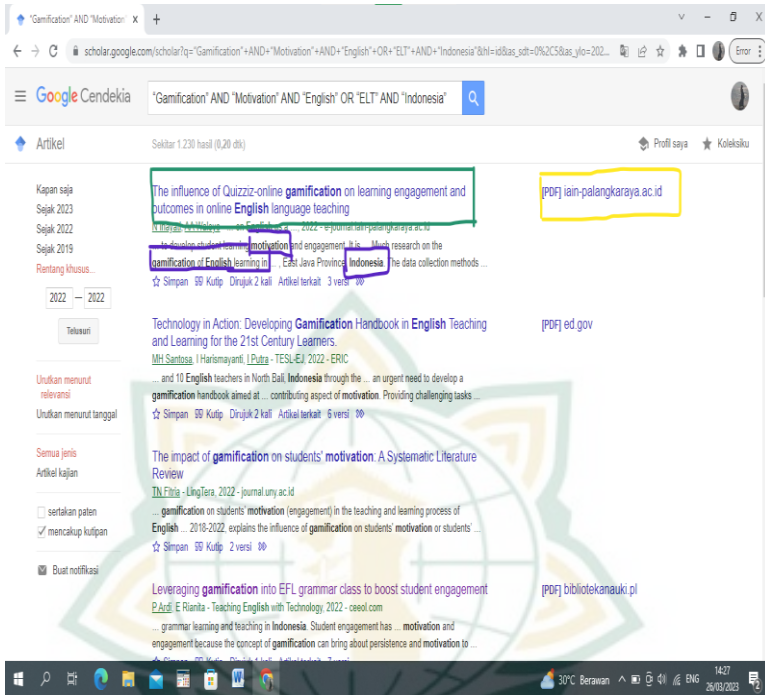 "Gamification" AND "Motivation" X +
scholar.google.com/scholar?q="Gamification"+AND+"Motivation"+AND+"English"+OR+"ELT"+AND+"Indonesia"&hl=id&as_sdt=0%2C5&as_ylo=202... Error
Google Cendekia
"Gamification" AND "Motivation" AND "English" OR "ELT" AND "Indonesia"
Artikel
Sekitar 1.230 hasil (0,20 dtk)
Profil saya
Koleksiku
Kapan saja
Sejak 2023
Sejak 2022
Sejak 2019
Rentang khusus...
2022 — 2022
Telusuri
Urutkan menurut
relevansi
Urutkan menurut tanggal
Semua jenis
Artikel kajian
sertakan paten
mencakup kutipan
Buat notifikasi
The influence of Quizziz-online gamification on learning engagement and
outcomes in online English language teaching
[PDF] iain-palangkaraya.ac.id
... on English as a ..., 2022 - e-journal.iain-palangkaraya.ac.id
... to develop student learning motivation and engagement. It is ... Much research on the
gamification of English learning in ... , East Java Province, Indonesia. The data collection methods ...
Simpan Kutip Dirujuk 2 kali Artikel terkait 3 versi
Technology in Action: Developing Gamification Handbook in English Teaching
and Learning for the 21st Century Learners.
[PDF] ed.gov
MH Santosa, I Harismayanti, I Putra - TESL-EJ, 2022 - ERIC
... and 10 English teachers in North Bali, Indonesia through the ... an urgent need to develop a
gamification handbook aimed at ... contributing aspect of motivation. Providing challenging tasks ...
Simpan Kutip Dirujuk 2 kali Artikel terkait 6 versi
The impact of gamification on students' motivation: A Systematic Literature
Review
TN Fitria - LingTera, 2022 - journal.uny.ac.id
... gamification on students' motivation (engagement) in the teaching and learning process of
English ... 2018-2022, explains the influence of gamification on students' motivation or students' ...
Simpan Kutip 2 versi
Leveraging gamification into EFL grammar class to boost student engagement
[PDF] bibliotekanauki.pl
P Ardi, E Rianita - Teaching English with Technology, 2022 - ceeol.com
... grammar learning and teaching in Indonesia. Student engagement has ... motivation and
engagement because the concept of gamification can bring about persistence and motivation to ...
30°C Berawan
ENG
14:27
26/03/2023
2